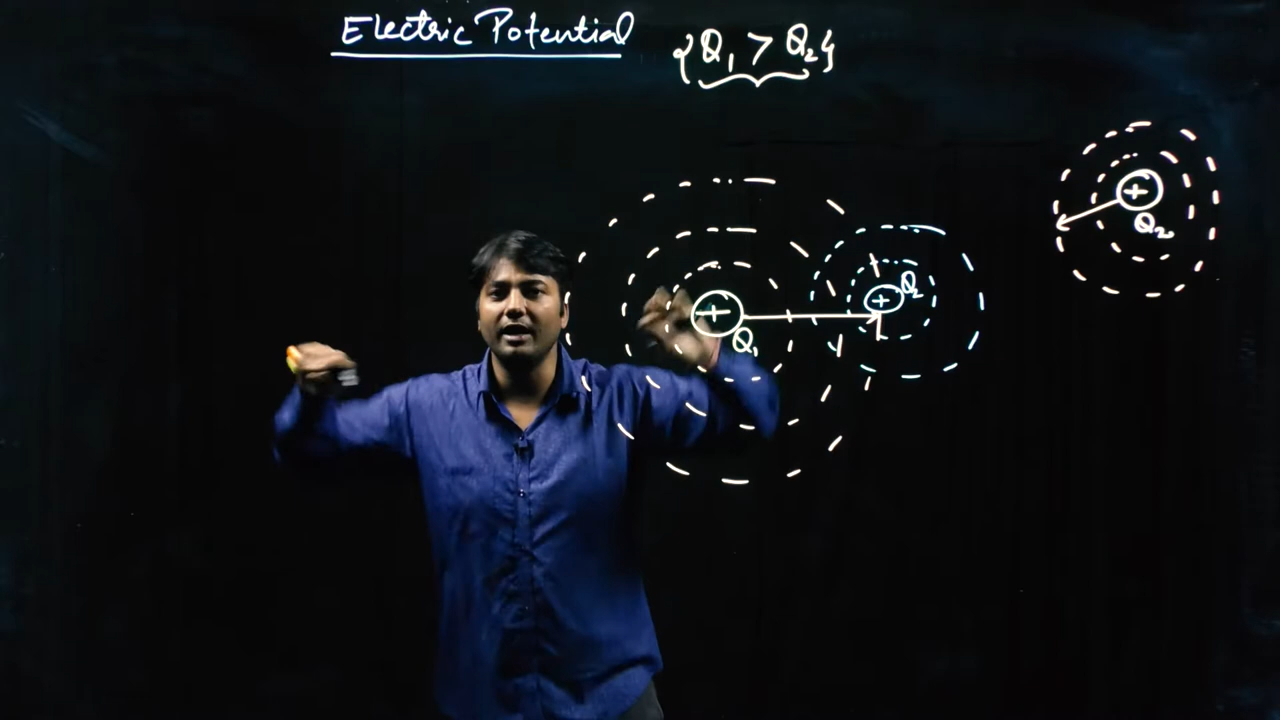 Electric Potential {Q₁ > Q₂}
+ Q₂
+ Q₂
+ Q₁